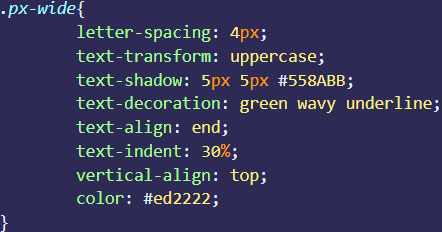 .px-wide{
letter-spacing: 4px;
text-transform: uppercase;
text-shadow: 5px 5px #558ABB;
text-decoration: green wavy underline;
text-align: end;
text-indent: 30%;
vertical-align: top;
color: #ed2222;
}